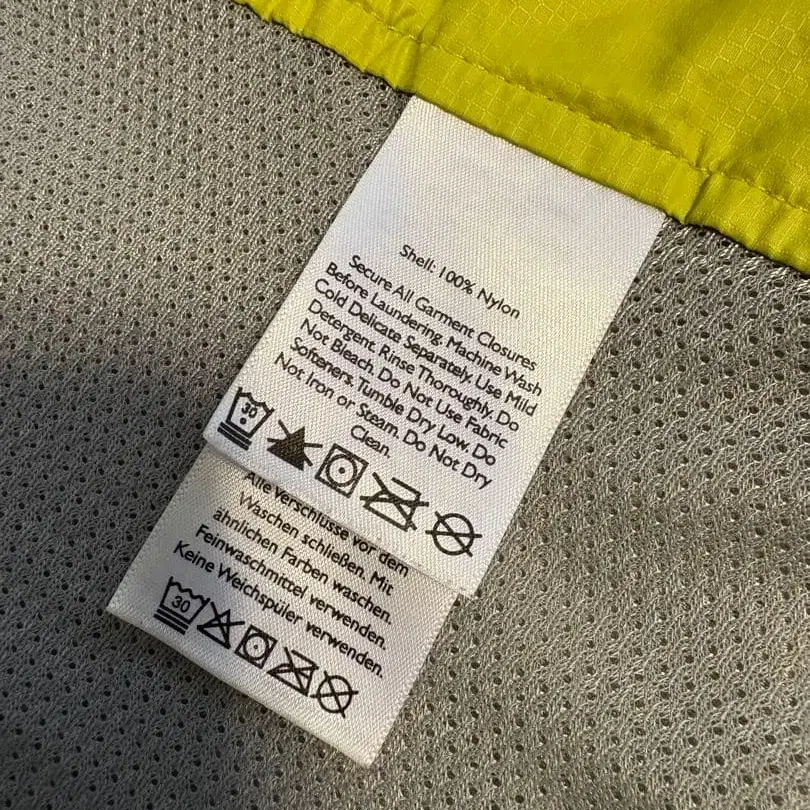 Shell: 100% Nylon
Secure All Garment Closures
Before Laundering. Machine Wash
Cold Delicate Separately. Use Mild
Detergent. Rinse Thoroughly. Do
Not Bleach. Do Not Use Fabric
Softeners. Tumble Dry Low. Do
Not Iron or Steam. Do Not Dry
Clean.
30
Alle Verschlüsse vor dem
Waschen schließen. Mit
ähnlichen Farben waschen.
Feinwaschmittel verwenden.
Keine Weichspüler verwenden.
30